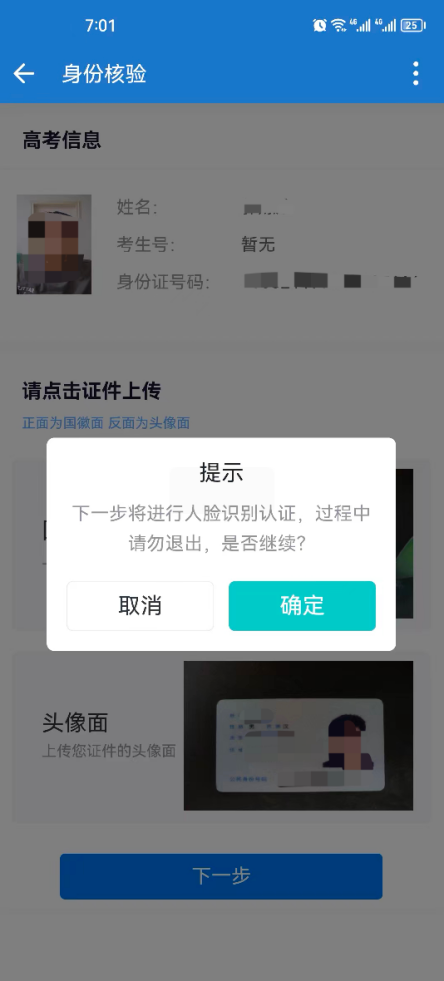 7:01
4G
4G
25
身份核验
高考信息
姓名:
考生号:
暂无
身份证号码:
请点击证件上传
正面为国徽面 反面为头像面
提示
下一步将进行人脸识别认证，过程中
请勿退出，是否继续？
取消
确定
头像面
上传您证件的头像面
下一步